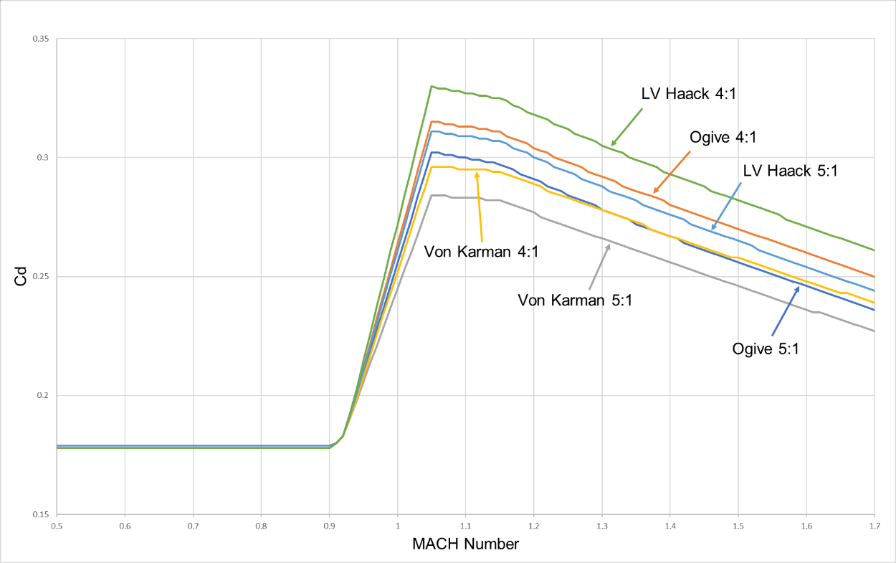 0.35
LV Haack 4:1
Ogive 4:1
0.3
LV Haack 5:1
Von Karman 4:1
Cd
0.25
Von Karman 5:1
Ogive 5:1
0.2
0.15
0.5 0.6 0.7 0.8 0.9 1 1.1 1.2 1.3 1.4 1.5 1.6 1.7
MACH Number